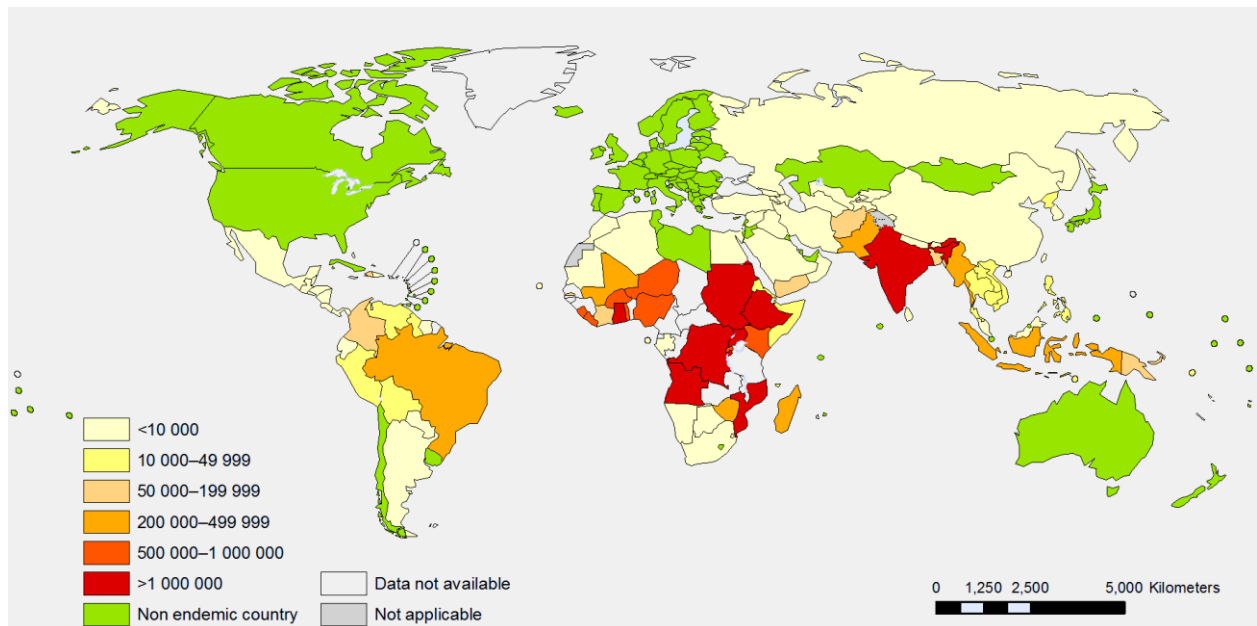 <10 000
10 000–49 999
50 000–199 999
200 000–499 999
500 000–1 000 000
>1 000 000
Non endemic country
Data not available
Not applicable
0 1,250 2,500 5,000 Kilometers